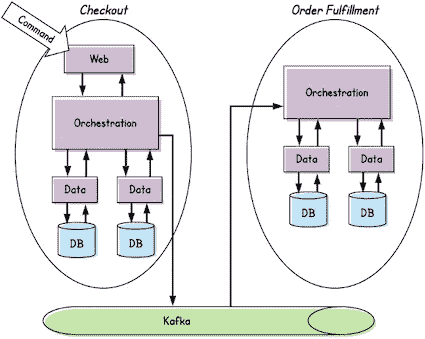 Checkout
Order Fulfillment
Command
Web
Orchestration
Data
Data
DB
DB
Orchestration
Data
Data
DB
DB
Kafka